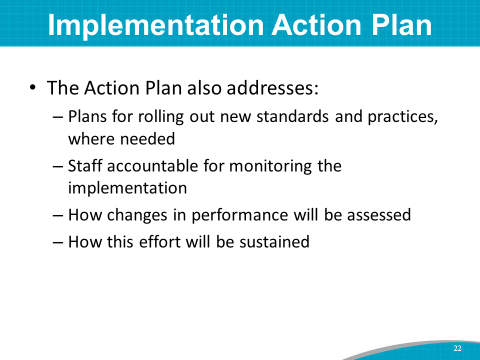 Implementation Action Plan
• The Action Plan also addresses:
– Plans for rolling out new standards and practices,
where needed
– Staff accountable for monitoring the
implementation
– How changes in performance will be assessed
– How this effort will be sustained
22